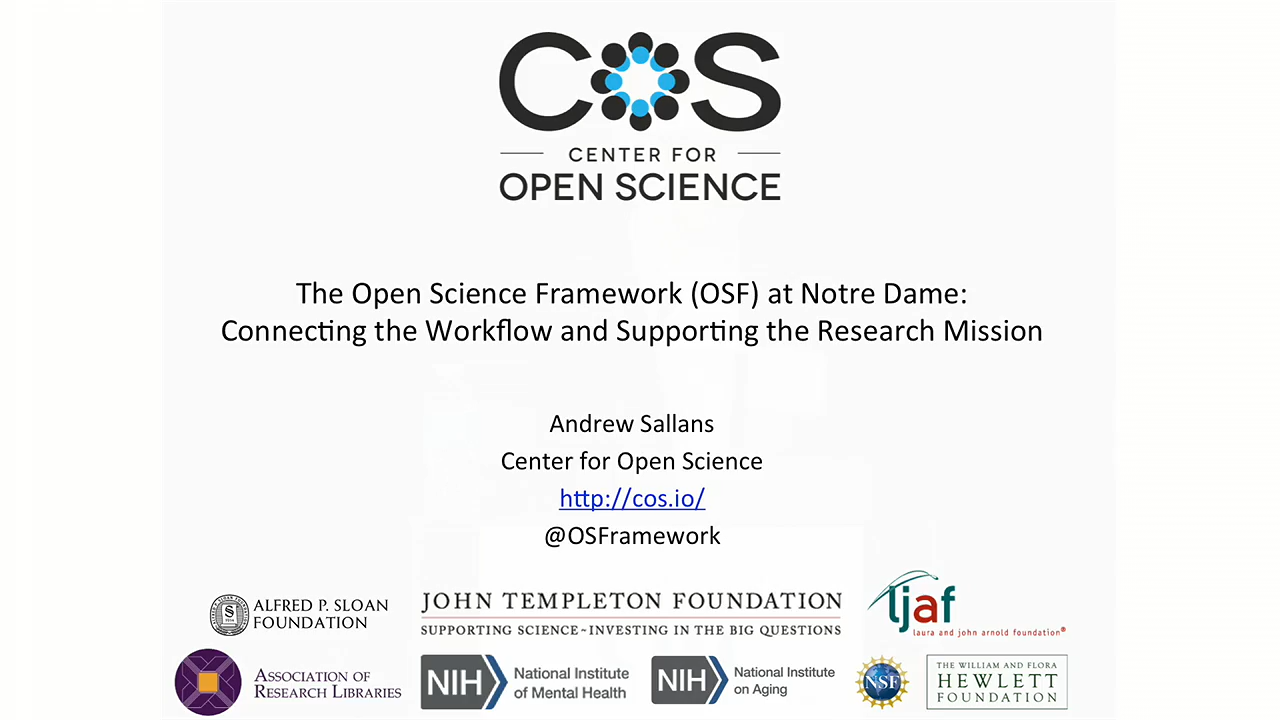 COS
CENTER FOR
OPEN SCIENCE
The Open Science Framework (OSF) at Notre Dame:
Connecting the Workflow and Supporting the Research Mission
Andrew Sallans
Center for Open Science
http://cos.io/
@OSFramework
ALFRED P. SLOAN
FOUNDATION
JOHN TEMPLETON FOUNDATION
SUPPORTING SCIENCE~INVESTING IN THE BIG QUESTIONS
ljaf
laura and john arnold foundation®
ASSOCIATION OF
RESEARCH LIBRARIES
NIH
National Institute
of Mental Health
NIH
National Institute
on Aging
NSF
THE WILLIAM AND FLORA
HEWLETT
FOUNDATION